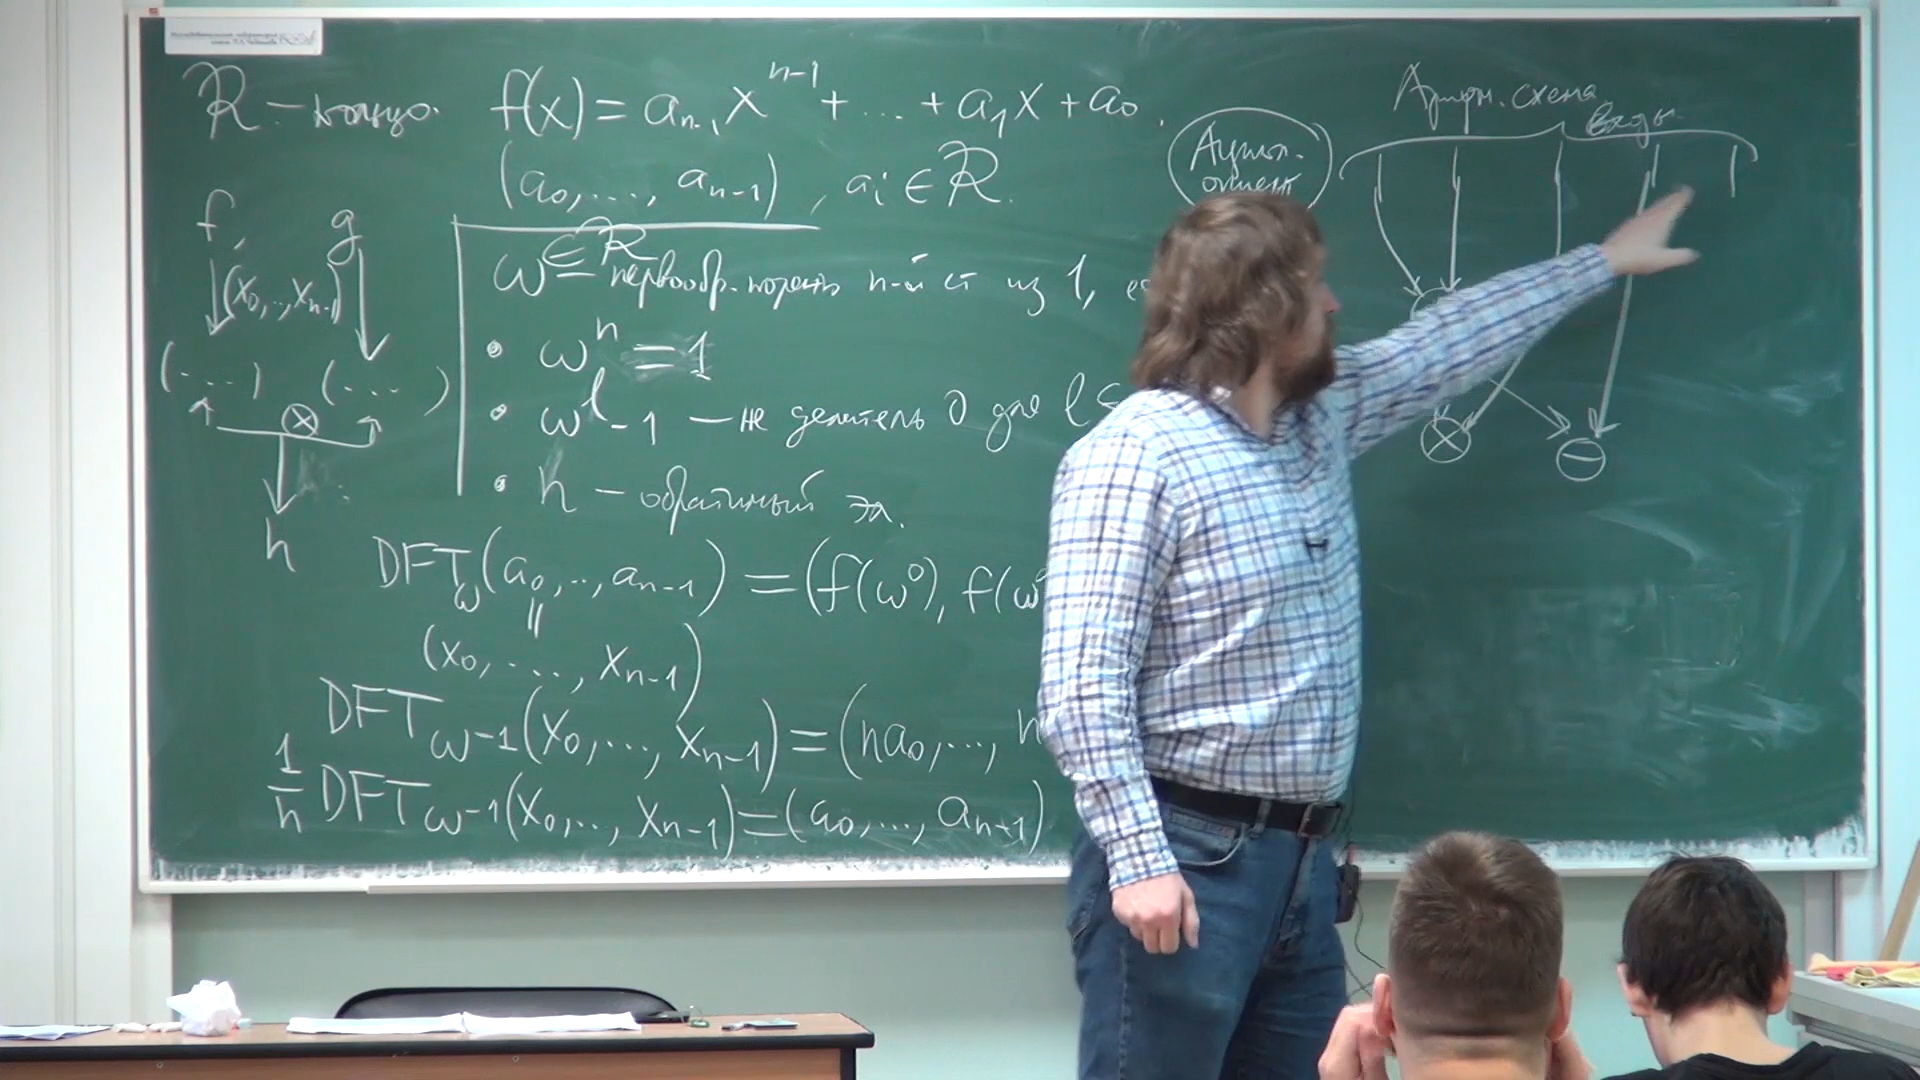 R – кольцо. f(x) = aₙ₋₁xⁿ⁻¹ + ... + a₁x + a₀.
(a₀, ..., aₙ₋₁), aᵢ ∈ R.
f, g
(x₀, .., xₙ₋₁)
(...) (...)
⊗
h
ω ∈ R – первообр. корень n-й ст из 1,
• ωⁿ = 1
• ωˡ - 1 – не делитель 0 для l ≤
• n – обратимый эл.
DFT_ω(a₀, .., aₙ₋₁) = (f(ω⁰), f(ω
||
(x₀, ..., xₙ₋₁)
DFT_ω⁻¹(x₀, ..., xₙ₋₁) = (na₀, ..., n
1/n DFT_ω⁻¹(x₀, .., xₙ₋₁) = (a₀, ..., aₙ₋₁)
Арифм. схема
входы.
⊗ ⊖